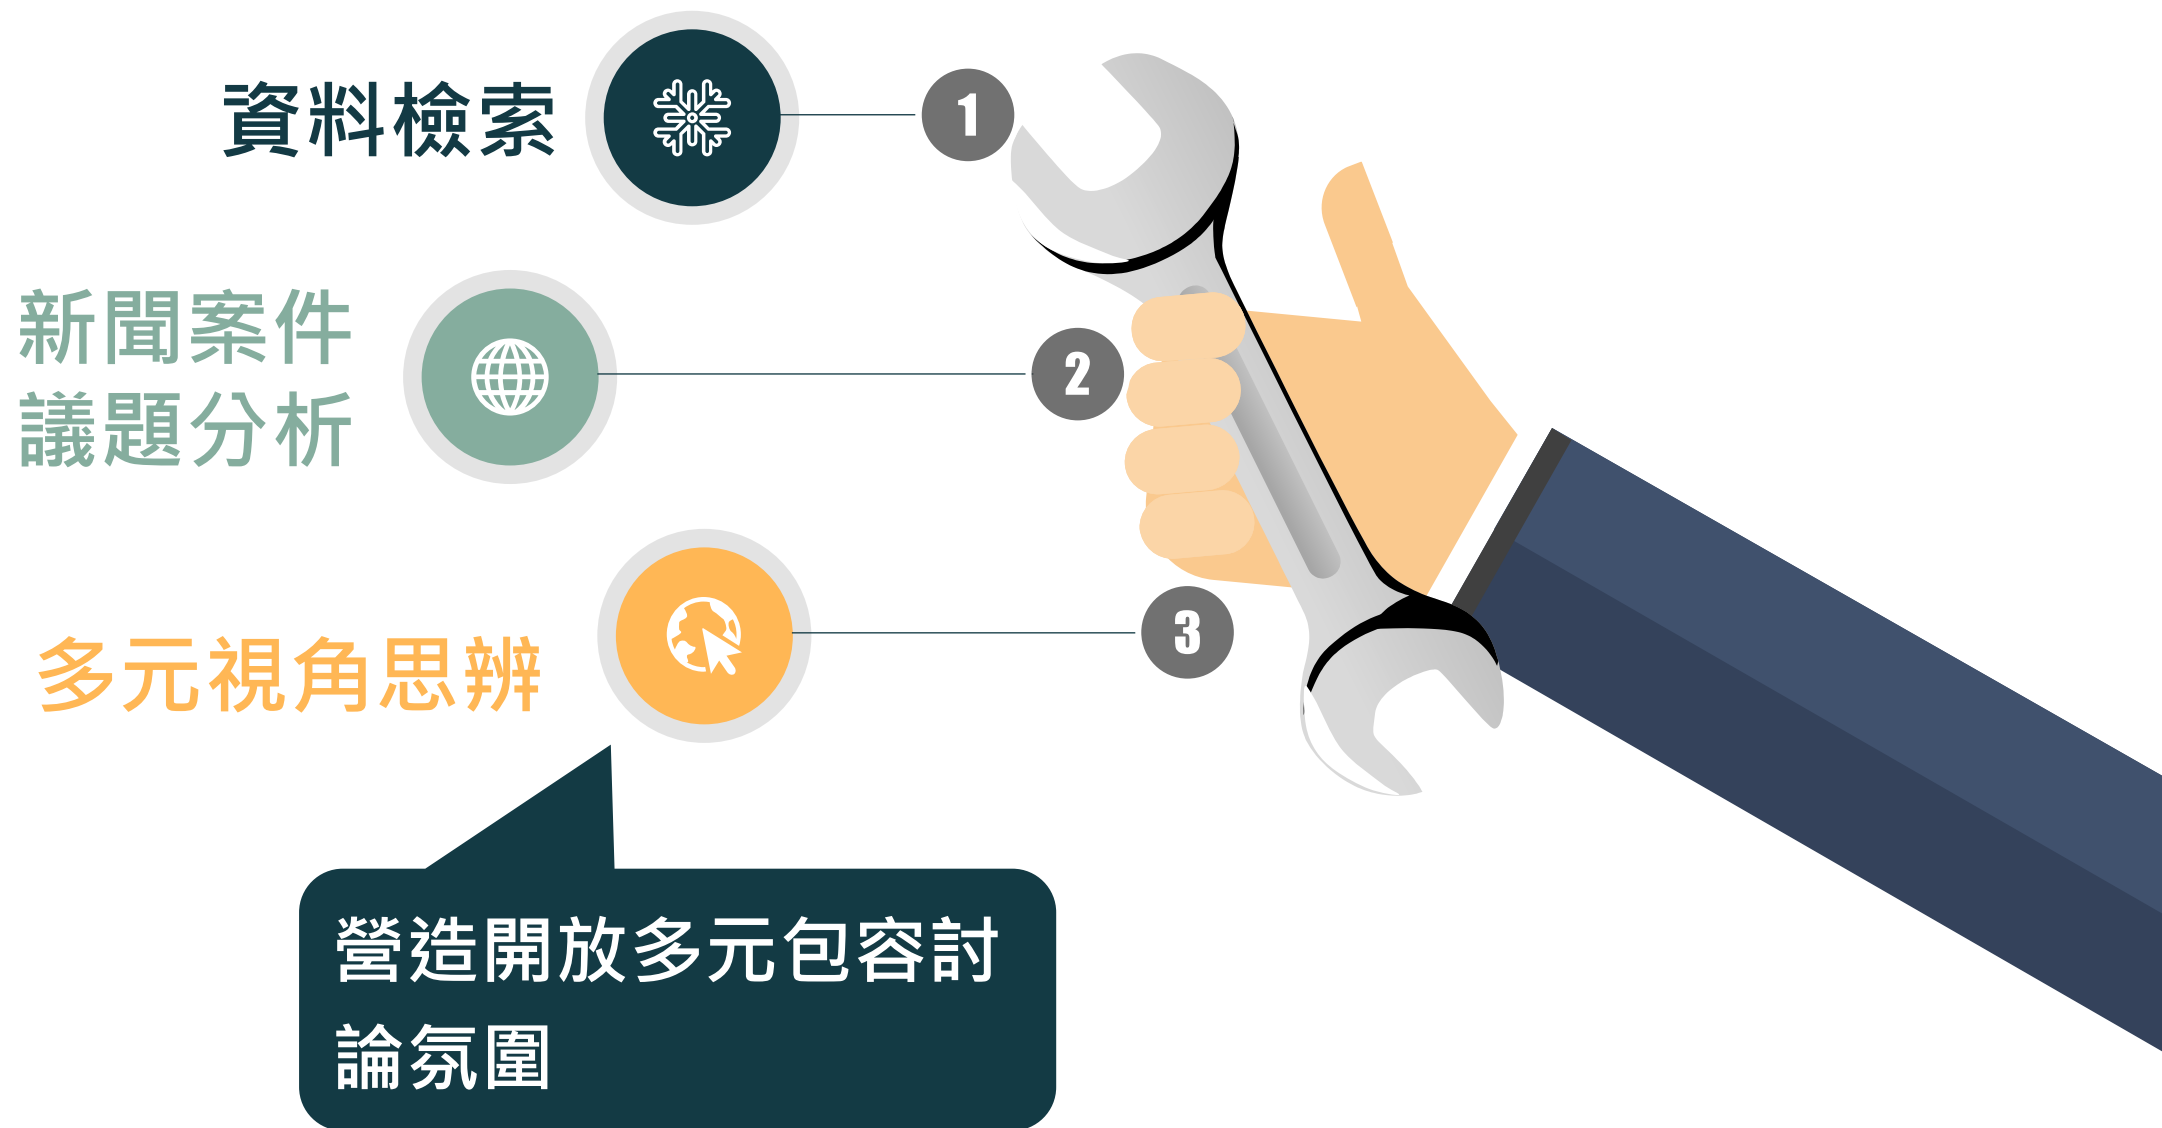 資料檢索
1
新聞案件
議題分析
2
多元視角思辨
3
營造開放多元包容討
論氛圍